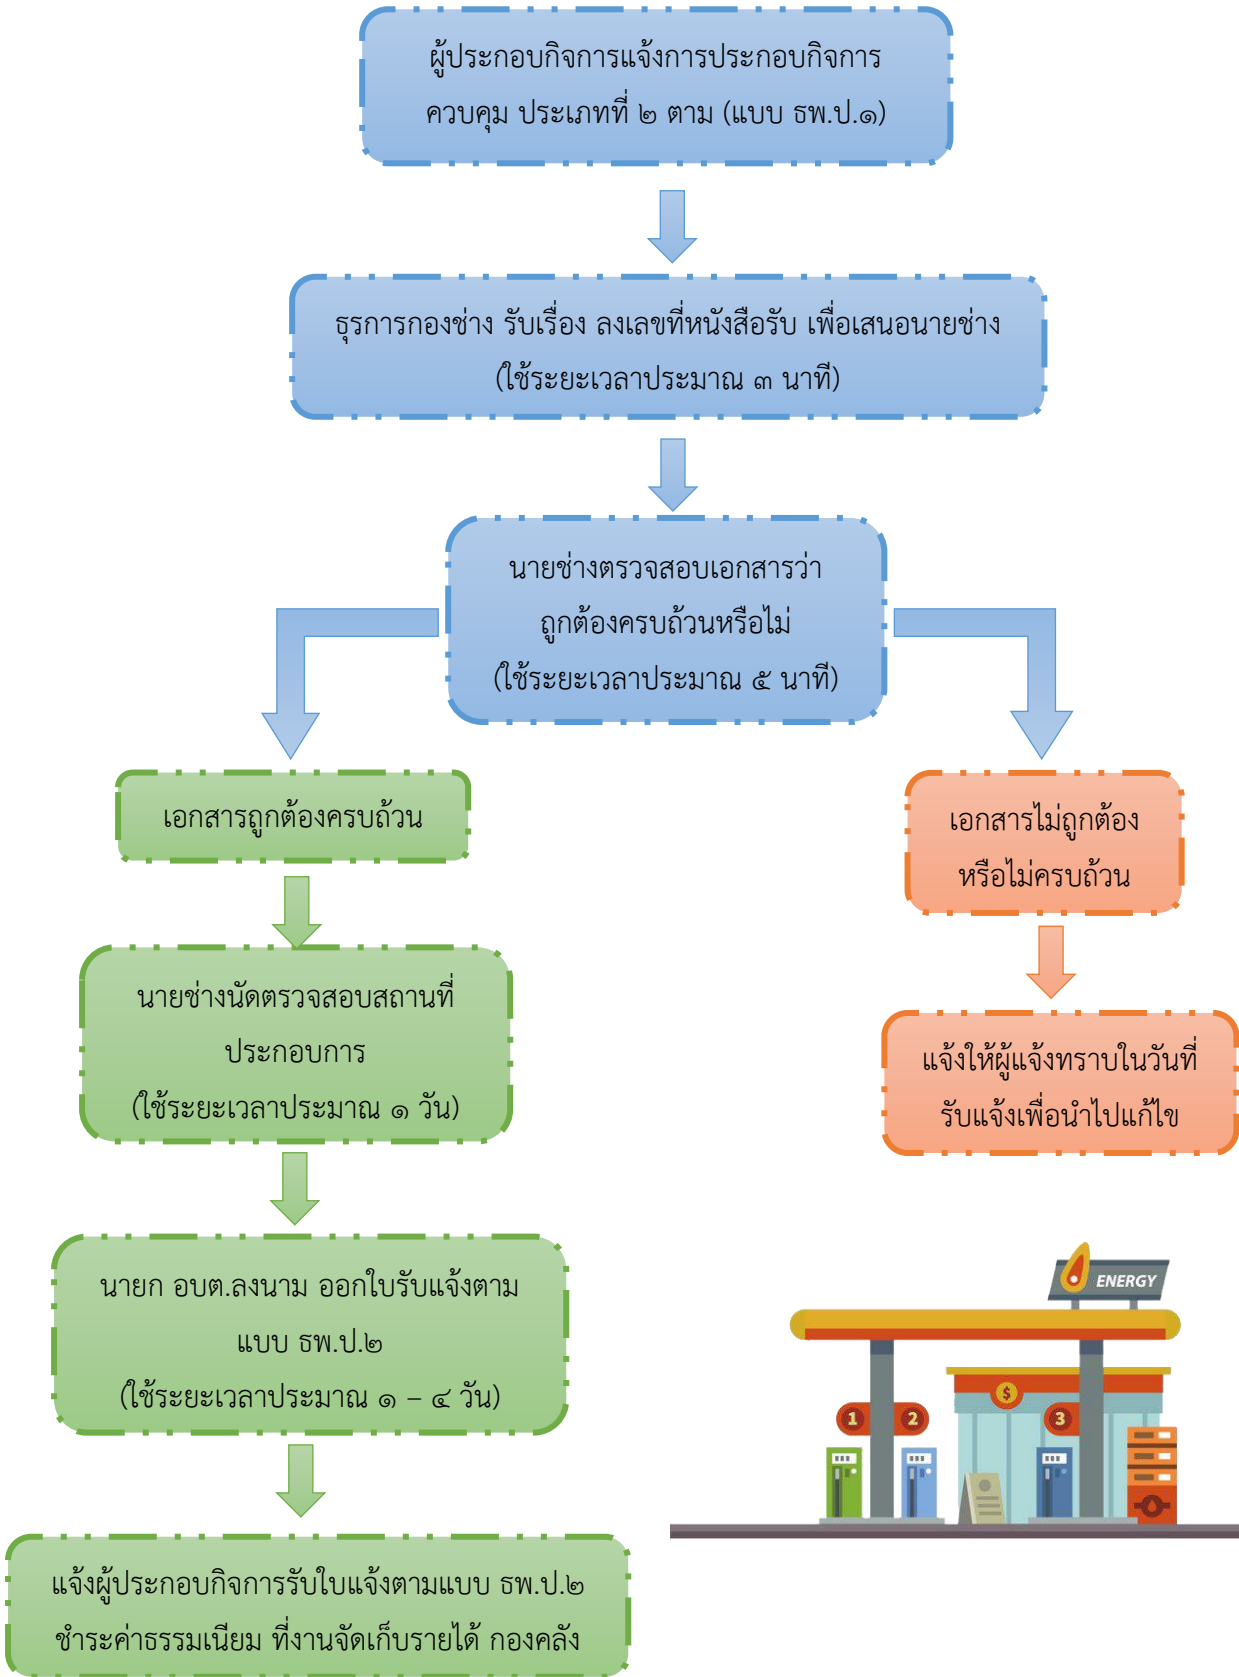 ผู้ประกอบกิจการแจ้งการประกอบกิจการ
ควบคุม ประเภทที่ ๒ ตาม (แบบ ธพ.ป.๑)
ธุรการกองช่าง รับเรื่อง ลงเลขที่หนังสือรับ เพื่อเสนอนายช่าง
(ใช้ระยะเวลาประมาณ ๓ นาที)
นายช่างตรวจสอบเอกสารว่า
ถูกต้องครบถ้วนหรือไม่
(ใช้ระยะเวลาประมาณ ๕ นาที)
เอกสารถูกต้องครบถ้วน
นายช่างนัดตรวจสอบสถานที่
ประกอบการ
(ใช้ระยะเวลาประมาณ ๑ วัน)
นายก อบต.ลงนาม ออกใบรับแจ้งตาม
แบบ ธพ.ป.๒
(ใช้ระยะเวลาประมาณ ๑ – ๔ วัน)
แจ้งผู้ประกอบกิจการรับใบแจ้งตามแบบ ธพ.ป.๒
ชำระค่าธรรมเนียม ที่งานจัดเก็บรายได้ กองคลัง
เอกสารไม่ถูกต้อง
หรือไม่ครบถ้วน
แจ้งให้ผู้แจ้งทราบในวันที่
รับแจ้งเพื่อนำไปแก้ไข
ENERGY
$
1 2 3